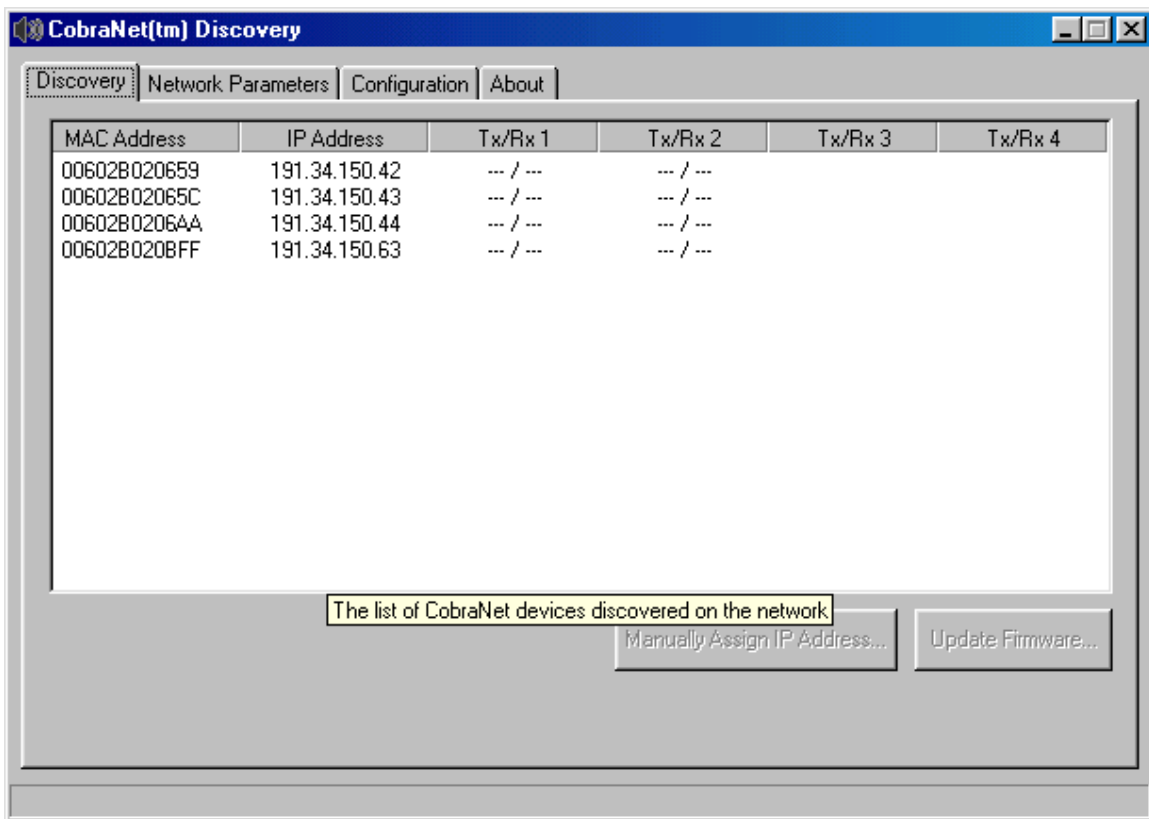 CobraNet(tm) Discovery
Discovery Network Parameters Configuration About
MAC Address IP Address Tx/Rx 1 Tx/Rx 2 Tx/Rx 3 Tx/Rx 4
00602B020659 191.34.150.42 --- / --- --- / ---
00602B02065C 191.34.150.43 --- / --- --- / ---
00602B0206AA 191.34.150.44 --- / --- --- / ---
00602B020BFF 191.34.150.63 --- / --- --- / ---
The list of CobraNet devices discovered on the network
Manually Assign IP Address... Update Firmware...